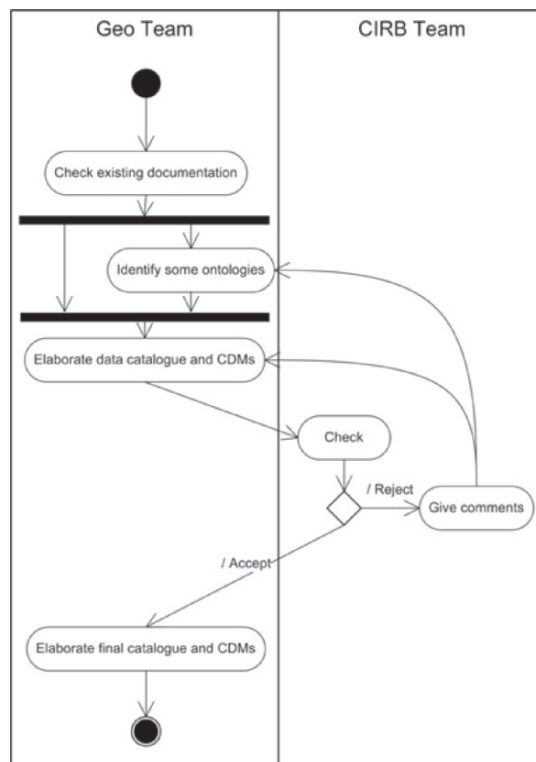 Geo Team
CIRB Team
Check existing documentation
Identify some ontologies
Elaborate data catalogue and CDMs
Check
/ Reject
Give comments
/ Accept
Elaborate final catalogue and CDMs